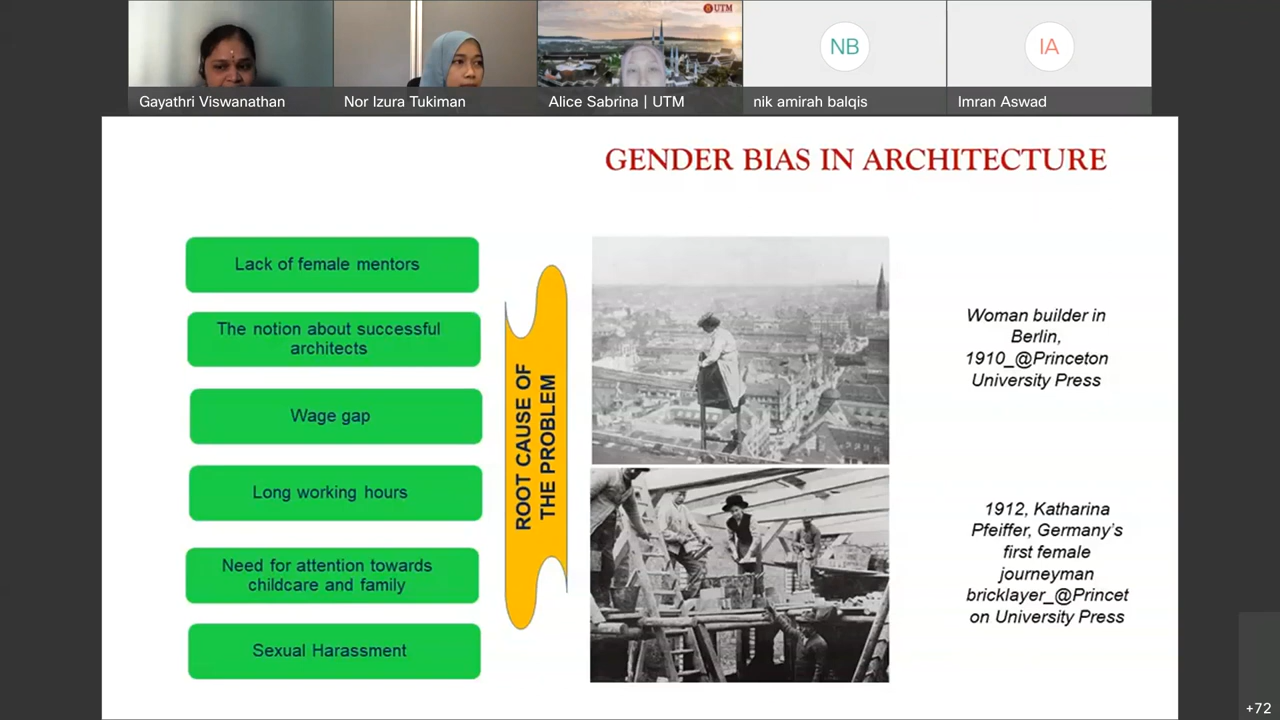 UTM
NB
IA
Gayathri Viswanathan
Nor Izura Tukiman
Alice Sabrina | UTM
nik amirah balqis
Imran Aswad
GENDER BIAS IN ARCHITECTURE
Lack of female mentors
The notion about successful
architects
Wage gap
Long working hours
Need for attention towards
childcare and family
Sexual Harassment
ROOT CAUSE OF
THE PROBLEM
Woman builder in
Berlin,
1910_@Princeton
University Press
1912, Katharina
Pfeiffer, Germany's
first female
journeyman
bricklayer_@Princet
on University Press
+72